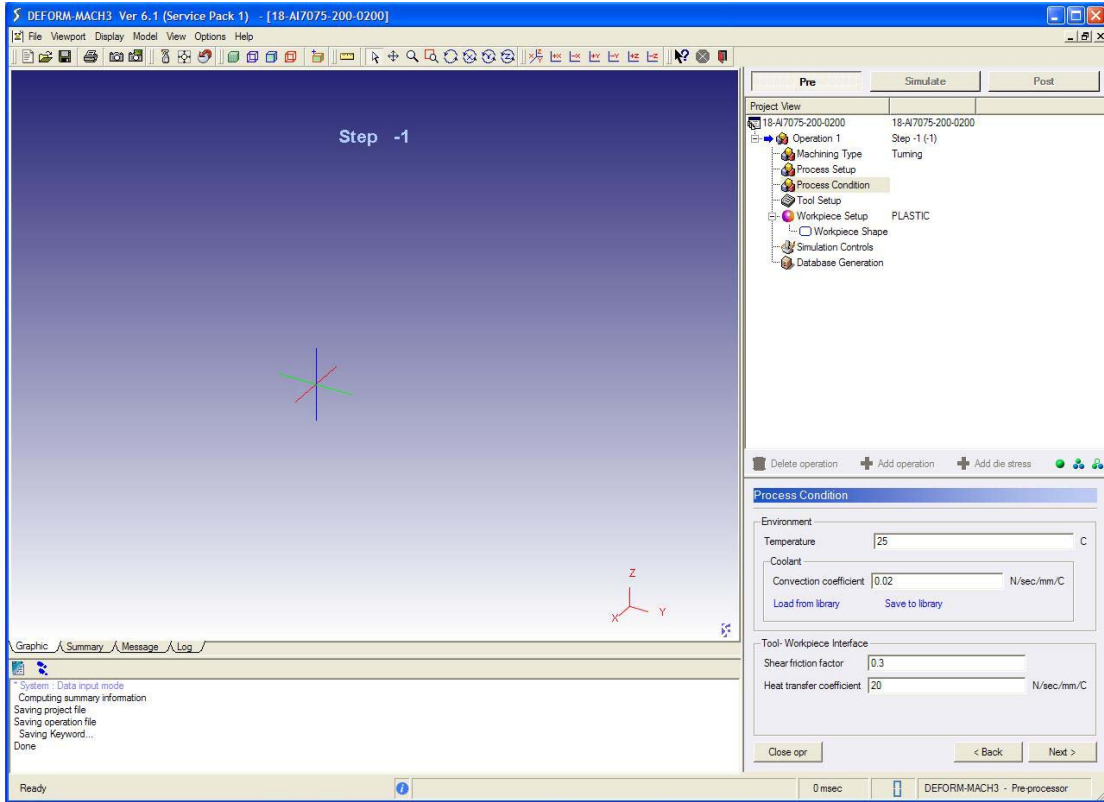 DEFORM-MACH3 Ver 6.1 (Service Pack 1) - [18-Al7075-200-0200]
File Viewport Display Model View Options Help
Step -1
Z
X Y
Graphic Summary Message Log
* System : Data input mode
Computing summary information
Saving project file
Saving operation file
Saving Keyword...
Done
Pre Simulate Post
Project View
18-Al7075-200-0200 18-Al7075-200-0200
Operation 1 Step -1 (-1)
Machining Type Turning
Process Setup
Process Condition
Tool Setup
Workpiece Setup PLASTIC
Workpiece Shape
Simulation Controls
Database Generation
Delete operation Add operation Add die stress
Process Condition
Environment
Temperature 25 C
Coolant
Convection coefficient 0.02 N/sec/mm/C
Load from library Save to library
Tool- Workpiece Interface
Shear friction factor 0.3
Heat transfer coefficient 20 N/sec/mm/C
Close opr < Back Next >
Ready 0 msec DEFORM-MACH3 - Pre-processor